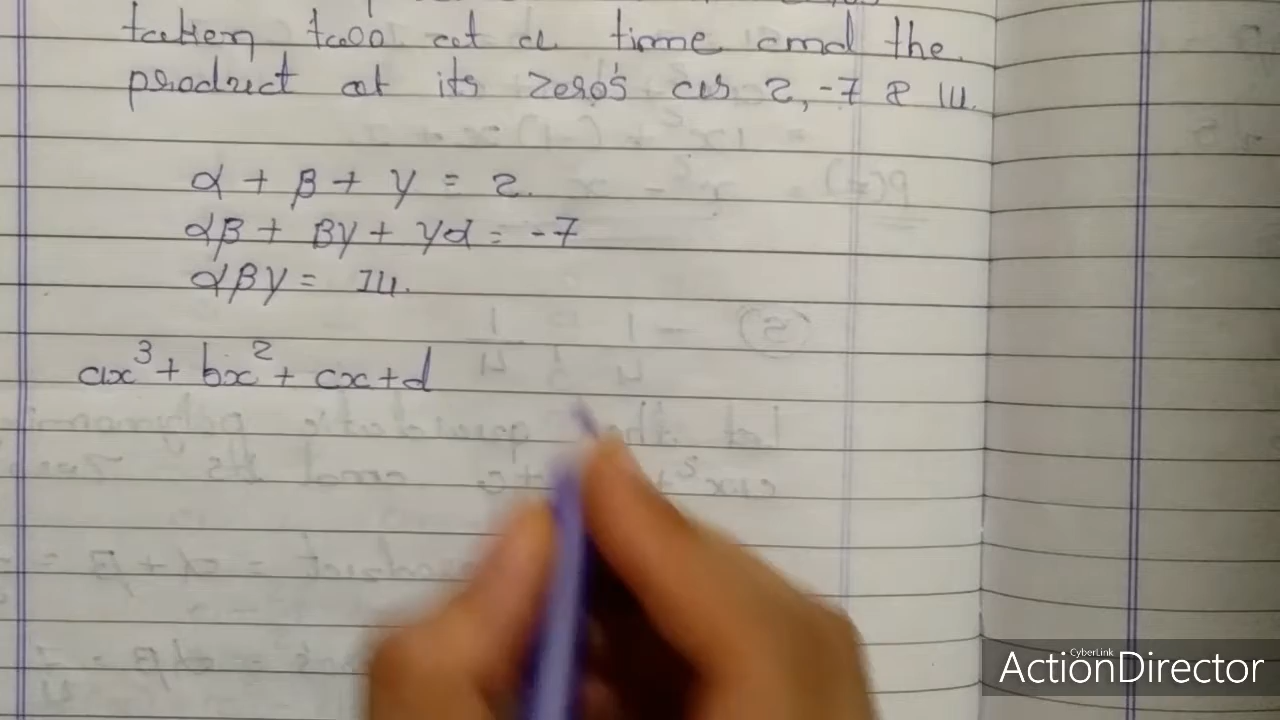 taken two at a time and the
product of its zero's as 2, -7 & 14.
α + β + γ = 2.
αβ + βγ + γα = -7
αβγ = 14.
ax³ + bx² + cx + d
CyberLink
ActionDirector